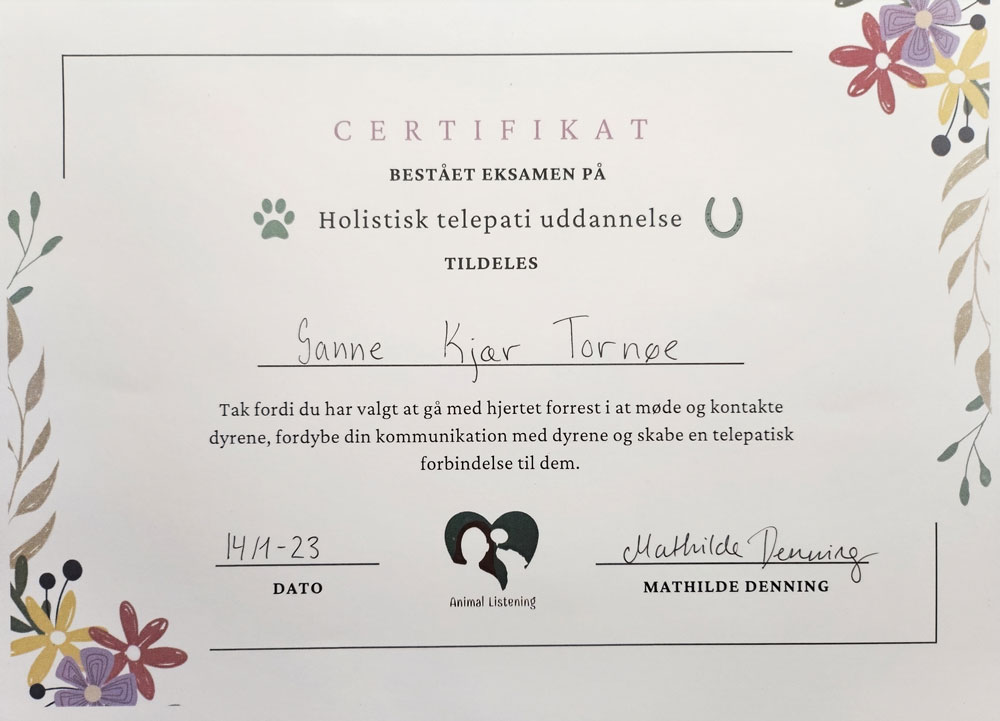 CERTIFIKAT
BESTÅET EKSAMEN PÅ
Holistisk telepati uddannelse
TILDELES
Sanne Kjær Tornøe
Tak fordi du har valgt at gå med hjertet forrest i at møde og kontakte
dyrene, fordybe din kommunikation med dyrene og skabe en telepatisk
forbindelse til dem.
14/1-23
Mathilde Denning
DATO
MATHILDE DENNING
Animal Listening